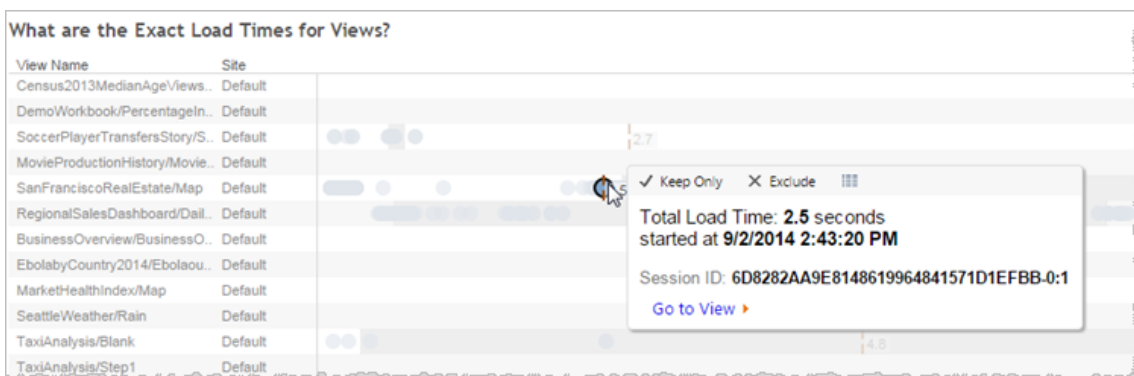 What are the Exact Load Times for Views?
View Name Site
Census2013MedianAgeViews.. Default
DemoWorkbook/PercentageIn.. Default
SoccerPlayerTransfersStory/S.. Default 2.7
MovieProductionHistory/Movie.. Default
SanFranciscoRealEstate/Map Default 5
RegionalSalesDashboard/Dail.. Default
BusinessOverview/BusinessO.. Default
EbolabyCountry2014/Ebolaou.. Default
MarketHealthIndex/Map Default
SeattleWeather/Rain Default
TaxiAnalysis/Blank Default 4.8
TaxiAnalysis/Step1 Default
Keep Only Exclude
Total Load Time: 2.5 seconds
started at 9/2/2014 2:43:20 PM
Session ID: 6D8282AA9E8148619964841571D1EFBB-0:1
Go to View